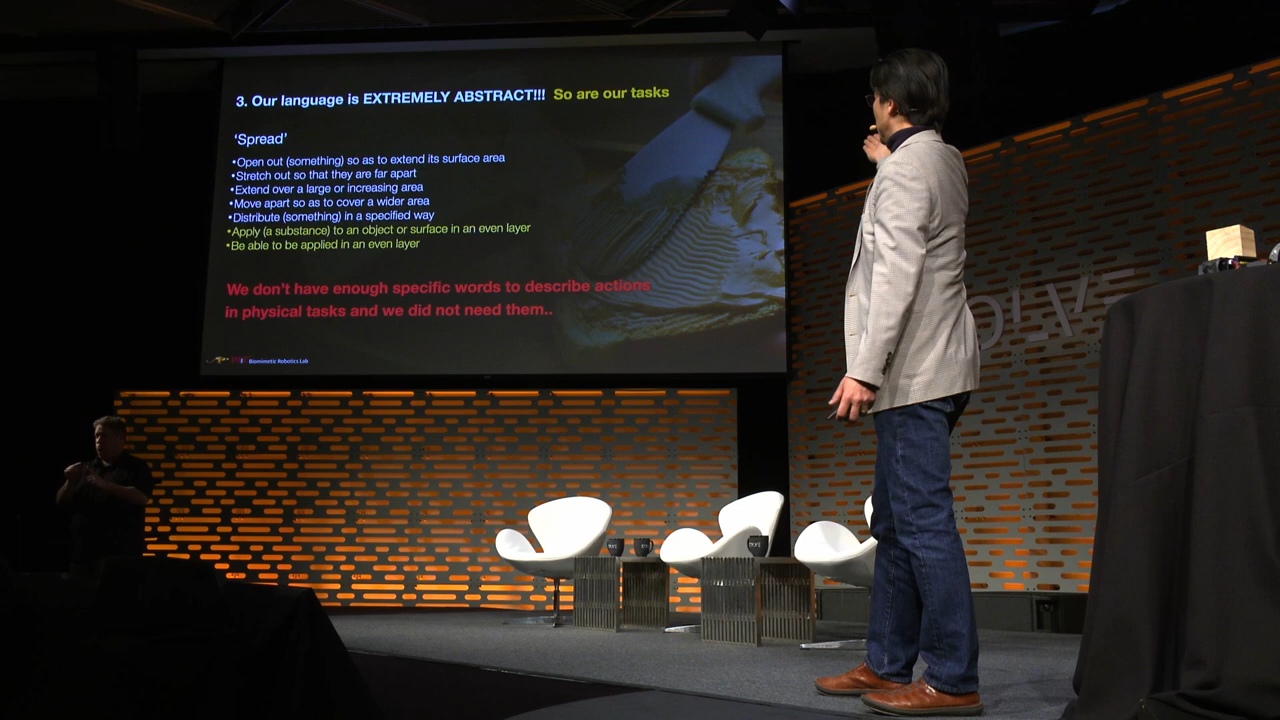 3. Our language is EXTREMELY ABSTRACT!!! So are our tasks
‘Spread’
•Open out (something) so as to extend its surface area
•Stretch out so that they are far apart
•Extend over a large or increasing area
•Move apart so as to cover a wider area
•Distribute (something) in a specified way
•Apply (a substance) to an object or surface in an even layer
•Be able to be applied in an even layer
We don’t have enough specific words to describe actions
in physical tasks and we did not need them..
Biomimetic Robotics Lab